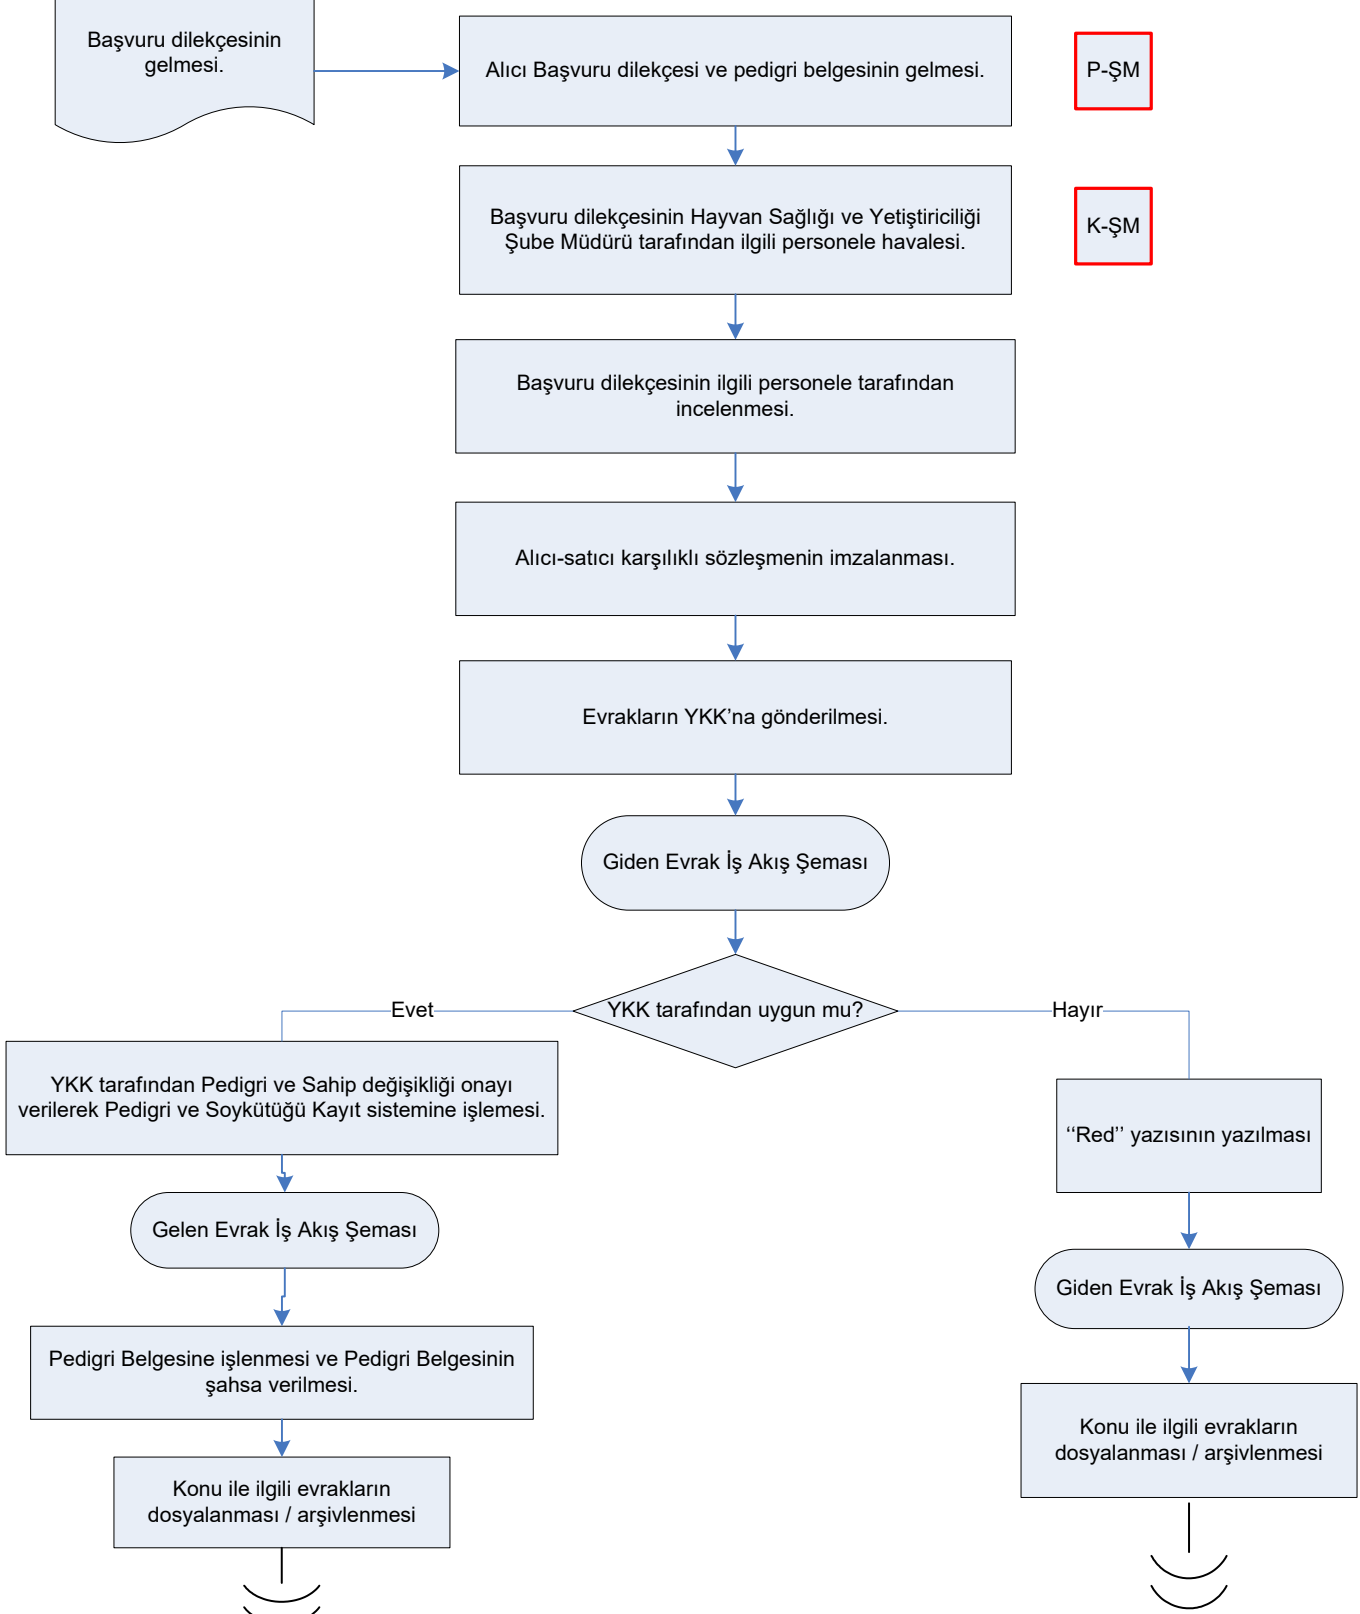 Başvuru dilekçesinin
gelmesi.
Alıcı Başvuru dilekçesi ve pedigri belgesinin gelmesi.
P-ŞM
Başvuru dilekçesinin Hayvan Sağlığı ve Yetiştiriciliği
Şube Müdürü tarafından ilgili personele havalesi.
K-ŞM
Başvuru dilekçesinin ilgili personele tarafından
incelenmesi.
Alıcı-satıcı karşılıklı sözleşmenin imzalanması.
Evrakların YKK’na gönderilmesi.
Giden Evrak İş Akış Şeması
YKK tarafından uygun mu?
Evet
Hayır
YKK tarafından Pedigri ve Sahip değişikliği onayı
verilerek Pedigri ve Soykütüğü Kayıt sistemine işlemesi.
‘‘Red’’ yazısının yazılması
Gelen Evrak İş Akış Şeması
Giden Evrak İş Akış Şeması
Pedigri Belgesine işlenmesi ve Pedigri Belgesinin
şahsa verilmesi.
Konu ile ilgili evrakların
dosyalanması / arşivlenmesi
Konu ile ilgili evrakların
dosyalanması / arşivlenmesi